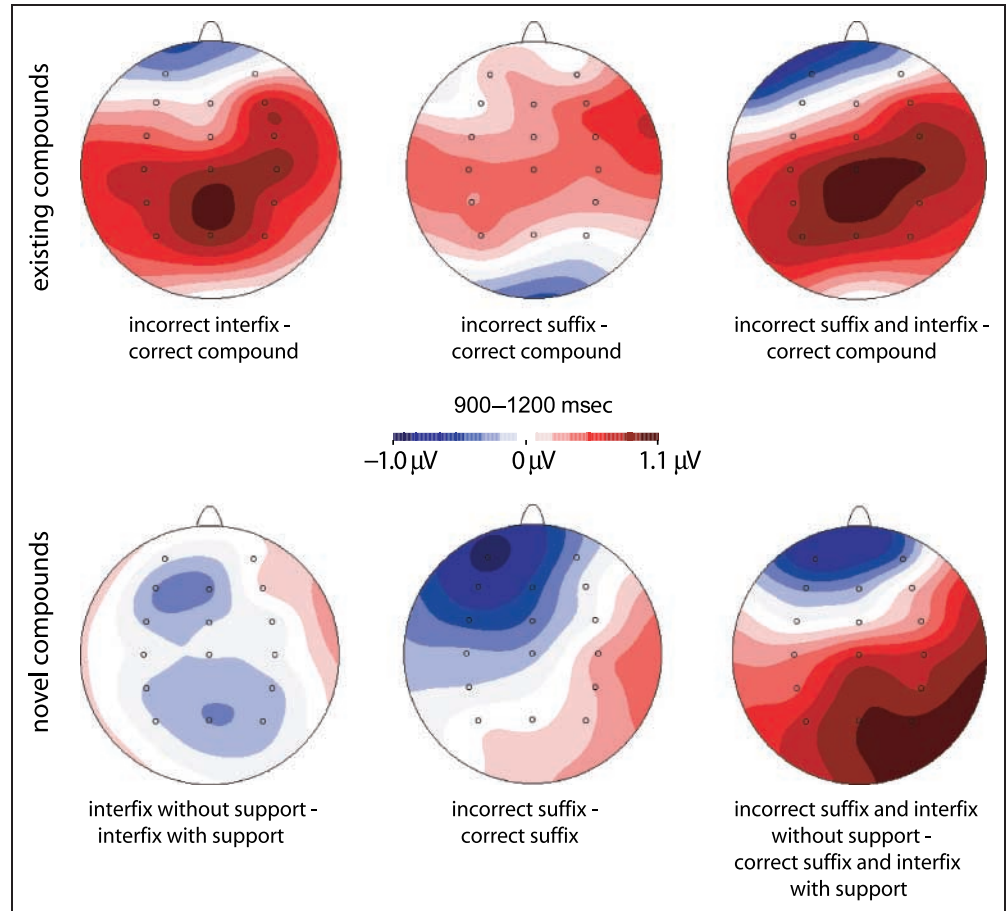 existing compounds
incorrect interfix -
correct compound
incorrect suffix -
correct compound
incorrect suffix and interfix -
correct compound
900–1200 msec
−1.0 µV 0 µV 1.1 µV
novel compounds
interfix without support -
interfix with support
incorrect suffix -
correct suffix
incorrect suffix and interfix
without support -
correct suffix and interfix
with support